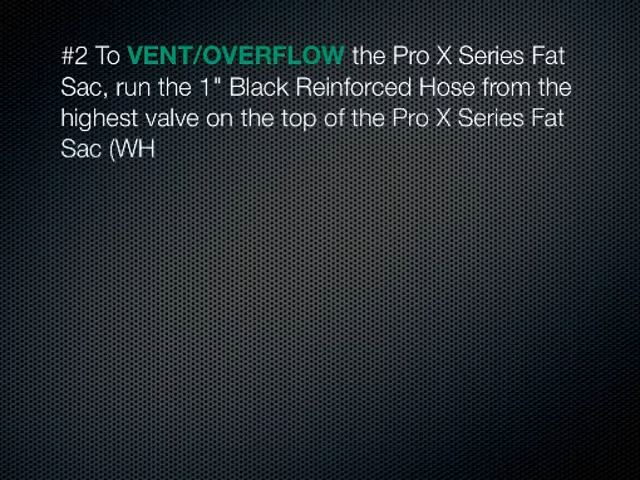 #2 To VENT/OVERFLOW the Pro X Series Fat
Sac, run the 1" Black Reinforced Hose from the
highest valve on the top of the Pro X Series Fat
Sac (WH